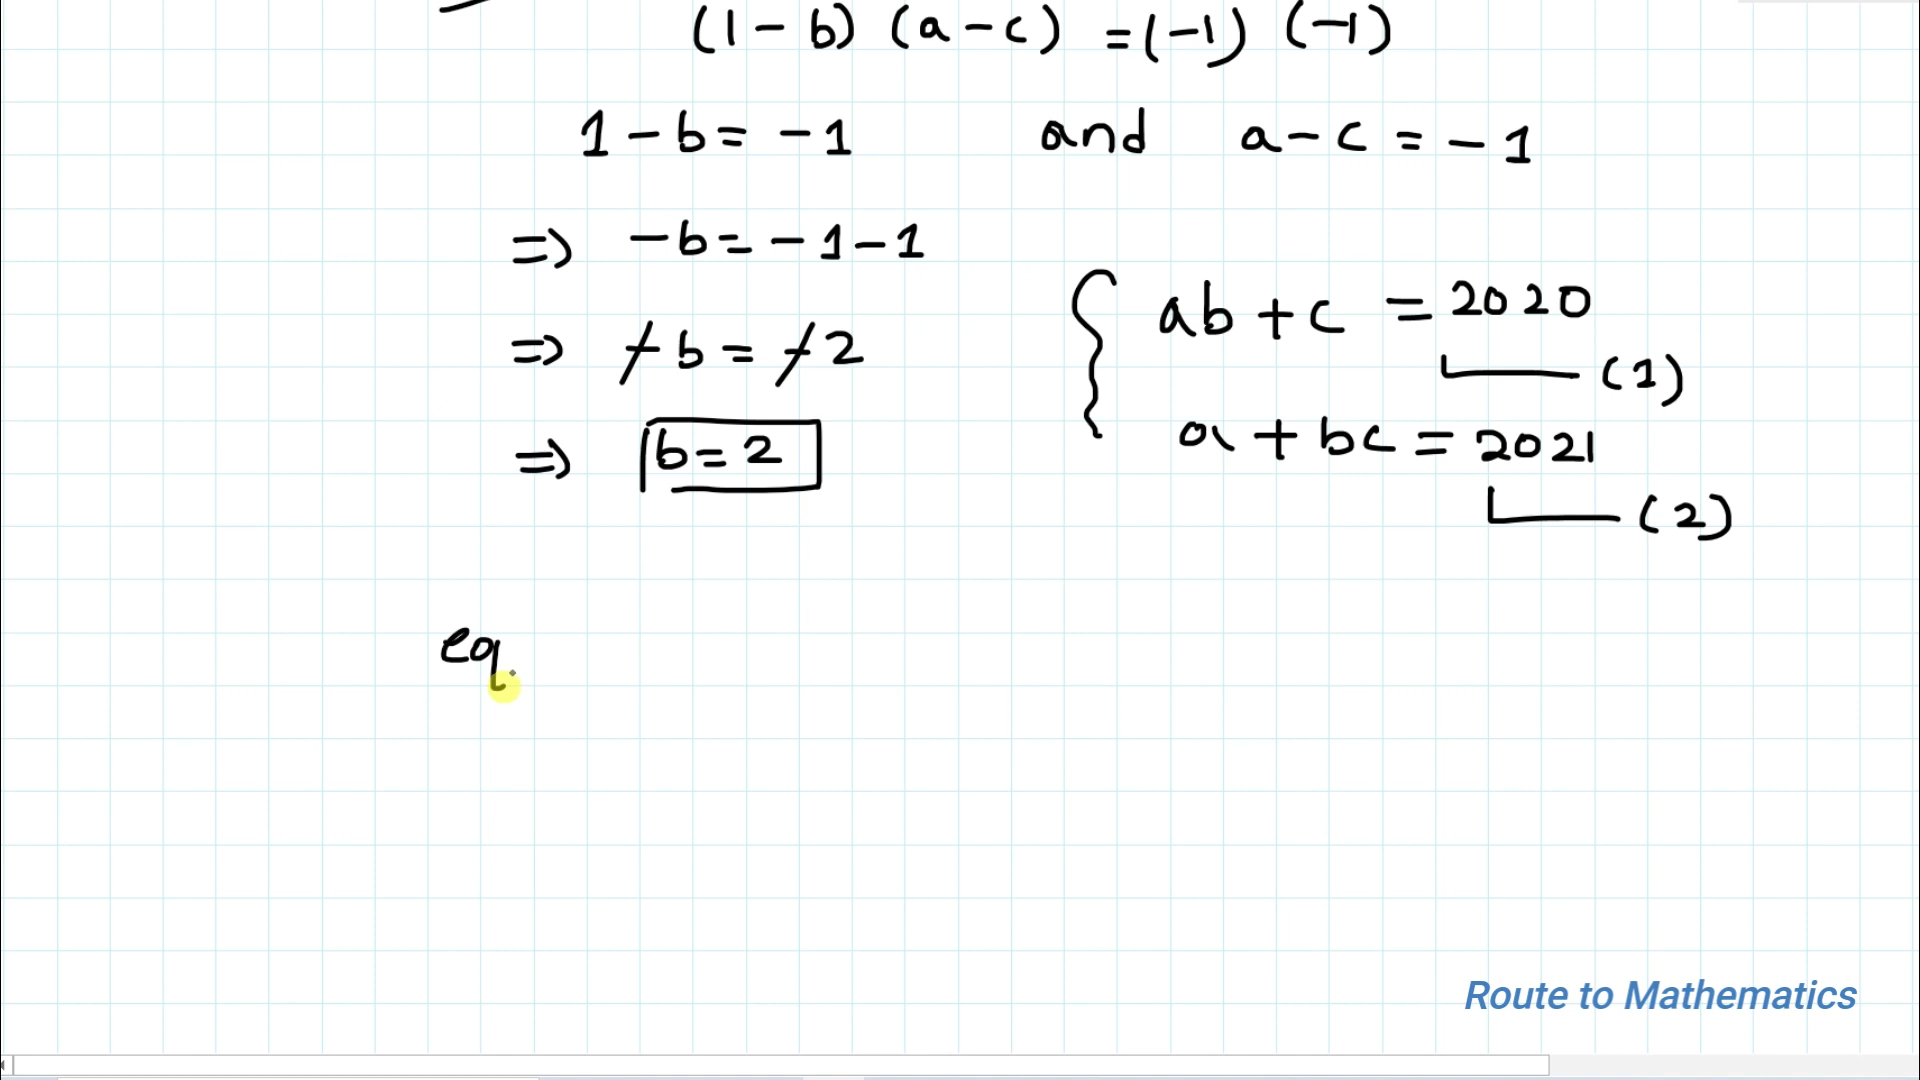 (1 - b) (a - c) = (-1) (-1)
1 - b = - 1 and a - c = - 1
=> - b = - 1 - 1
ab + c = 2020
=> - b = - 2
(1)
=> b = 2
a + bc = 2021
(2)
eq.
Route to Mathematics